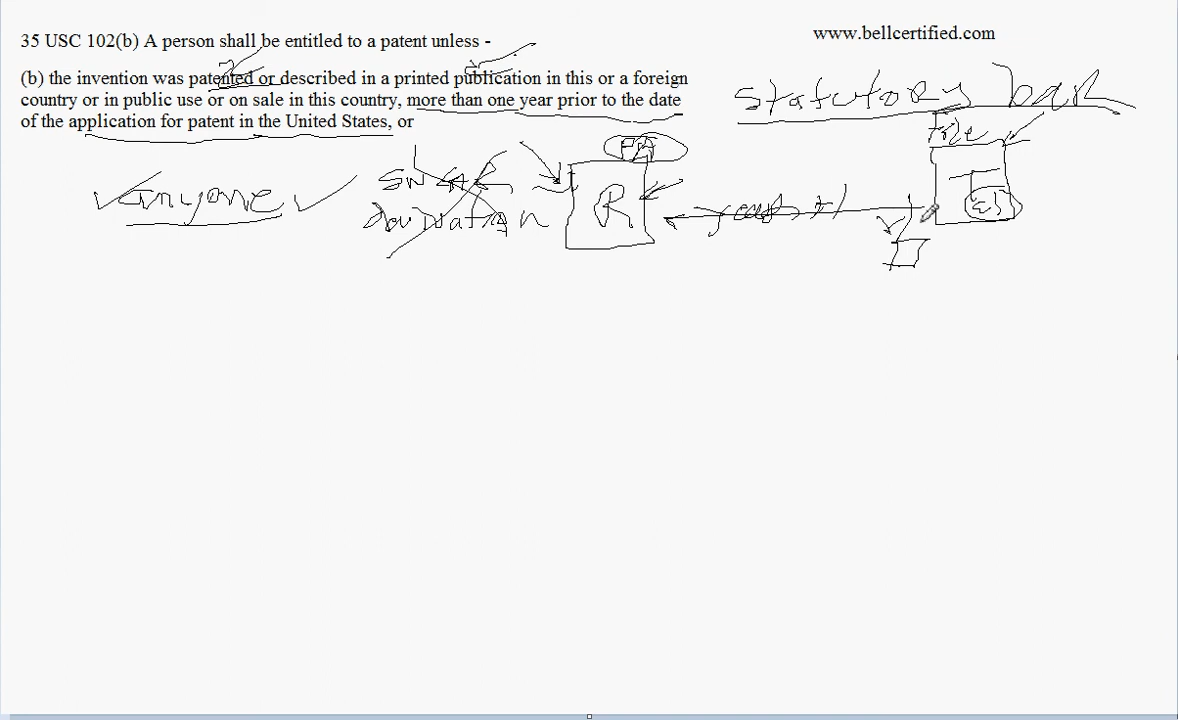 35 USC 102(b) A person shall be entitled to a patent unless -
www.bellcertified.com
(b) the invention was patented or described in a printed publication in this or a foreign
country or in public use or on sale in this country, more than one year prior to the date
of the application for patent in the United States, or
statutory bar
anyone
R